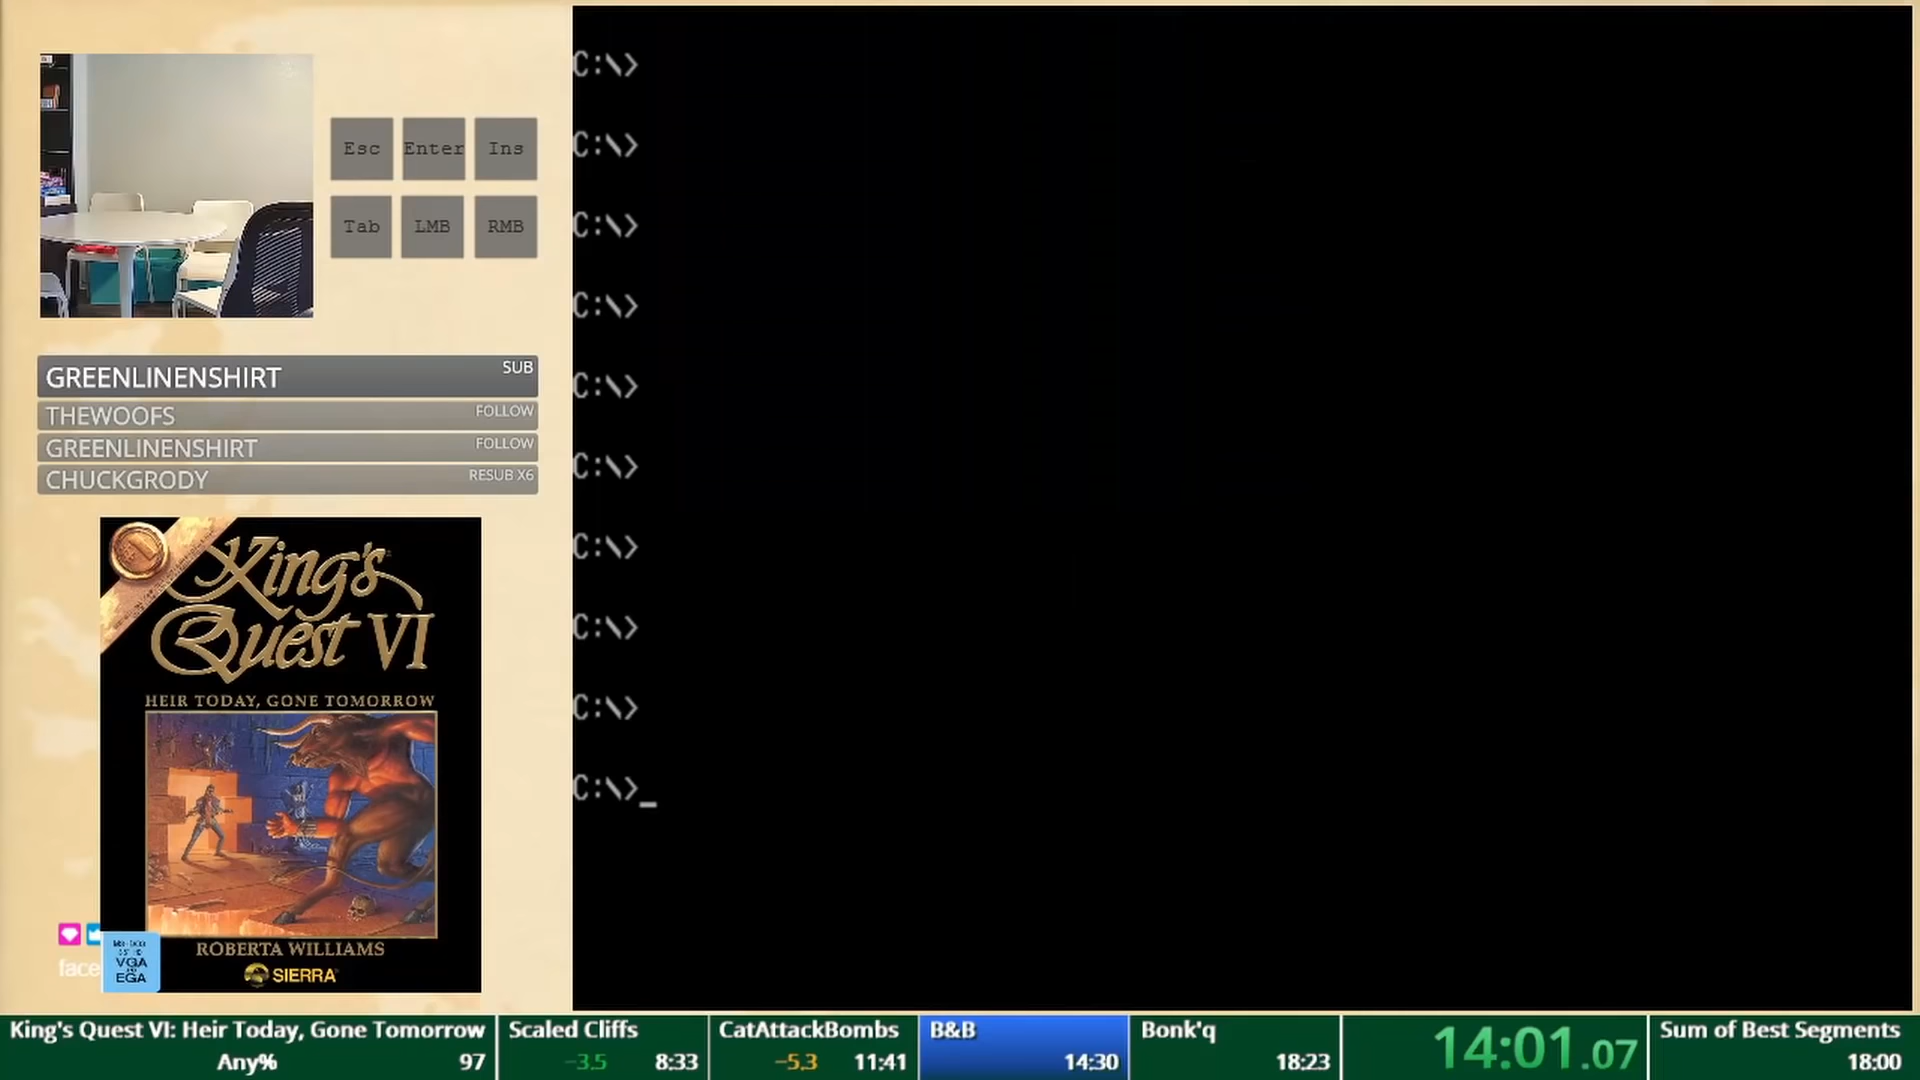 C:\>
C:\>
C:\>
C:\>
C:\>
C:\>
C:\>
C:\>
C:\>
C:\>_
Esc Enter Ins
Tab LMB RMB
GREENLINENSHIRT SUB
THEWOOFS FOLLOW
GREENLINENSHIRT FOLLOW
CHUCKGRODY RESUB X6
King's
Quest VI
HEIR TODAY, GONE TOMORROW
ROBERTA WILLIAMS
SIERRA
VGA
EGA
face
King's Quest VI: Heir Today, Gone Tomorrow
Any% 97
Scaled Cliffs
-3.5 8:33
CatAttackBombs
-5.3 11:41
B&B
14:30
Bonk'q
18:23
14:01.07
Sum of Best Segments
18:00